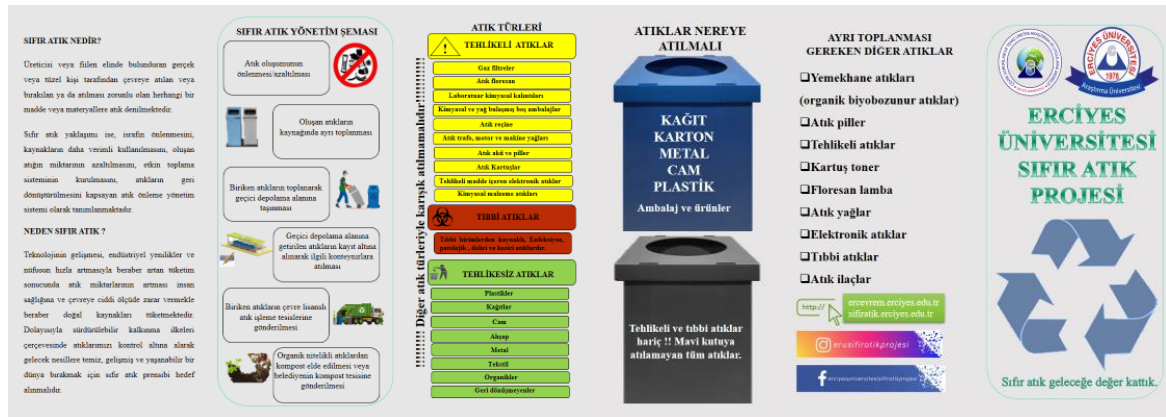 SIFIR ATIK NEDİR?
Üreticisi veya fiilen elinde bulunduran gerçek
veya tüzel kişi tarafından çevreye atılan veya
bırakılan ya da atılması zorunlu olan herhangi bir
madde veya materyallere atık denilmektedir.
Sıfır atık yaklaşımı ise, israfın önlenmesini,
kaynakların daha verimli kullanılmasını, oluşan
atığın miktarının azaltılmasını, etkin toplama
sisteminin kurulmasını, atıkların geri
dönüştürülmesini kapsayan atık önleme yönetim
sistemi olarak tanımlanmaktadır.
NEDEN SIFIR ATIK ?
Teknolojinin gelişmesi, endüstriyel yenilikler ve
nüfusun hızla artmasıyla beraber artan tüketim
sonucunda atık miktarlarının artması insan
sağlığına ve çevreye ciddi ölçüde zarar vermekle
beraber doğal kaynakları tüketmektedir.
Dolayısıyla sürdürülebilir kalkınma ilkeleri
çerçevesinde atıklarımızı kontrol altına alarak
gelecek nesillere temiz, gelişmiş ve yaşanabilir bir
dünya bırakmak için sıfır atık prensibi hedef
alınmalıdır.
SIFIR ATIK YÖNETİM ŞEMASI
Atık oluşumunun
önlenmesi/azaltılması
Oluşan atıkların
kaynağında ayrı toplanması
Biriken atıkların toplanarak
geçici depolama alanına
taşınması
Geçici depolama alanına
getirilen atıkların kayıt altına
alınarak ilgili konteynırlara
atılması
Biriken atıkların çevre lisanslı
atık işleme tesislerine
gönderilmesi
Organik nitelikli atıklardan
kompost elde edilmesi veya
belediyenin kompost tesisine
gönderilmesi
!!!!!!!!!! Diğer atık türleriyle karışık atılmamalıdır!!!!!!!!!!
ATIK TÜRLERİ
TEHLİKELİ ATIKLAR
Gaz filtreler
Atık floresan
Laboratuar kimyasal kalıntıları
Kimyasal ve yağ bulaşmış boş ambalajlar
Atık reçine
Atık trafo, motor ve makine yağları
Atık akü ve piller
Atık Kartuşlar
Tehlikeli madde içeren elektronik atıklar
Kimyasal malzeme atıkları
TIBBİ ATIKLAR
Tıbbi birimlerden kaynaklı, Enfeksiyon,
patolojik , delici ve kesici atıklardır.
TEHLİKESİZ ATIKLAR
Plastikler
Kağıtlar
Cam
Ahşap
Metal
Tekstil
Organikler
Geri dönüşmeyenler
ATIKLAR NEREYE
ATILMALI
KAĞIT
KARTON
METAL
CAM
PLASTİK
Ambalaj ve ürünler
Tehlikeli ve tıbbi atıklar
hariç !! Mavi kutuya
atılamayan tüm atıklar.
AYRI TOPLANMASI
GEREKEN DİĞER ATIKLAR
❑Yemekhane atıkları
(organik biyobozunur atıklar)
❑Atık piller
❑Tehlikeli atıklar
❑Kartuş toner
❑Floresan lamba
❑Atık yağlar
❑Elektronik atıklar
❑Tıbbı atıklar
❑Atık ilaçlar
http://
ercevrem.erciyes.edu.tr
sifiratik.erciyes.edu.tr
erusifiratikprojesi
erciyesuniversitesisifiratikprojesi
ERCİYES ÜNİVERSİTESİ
1978
Araştırma Üniversitesi
ERCİYES
ÜNİVERSİTESİ
SIFIR ATIK
PROJESİ
Sıfır atık geleceğe değer kattık.